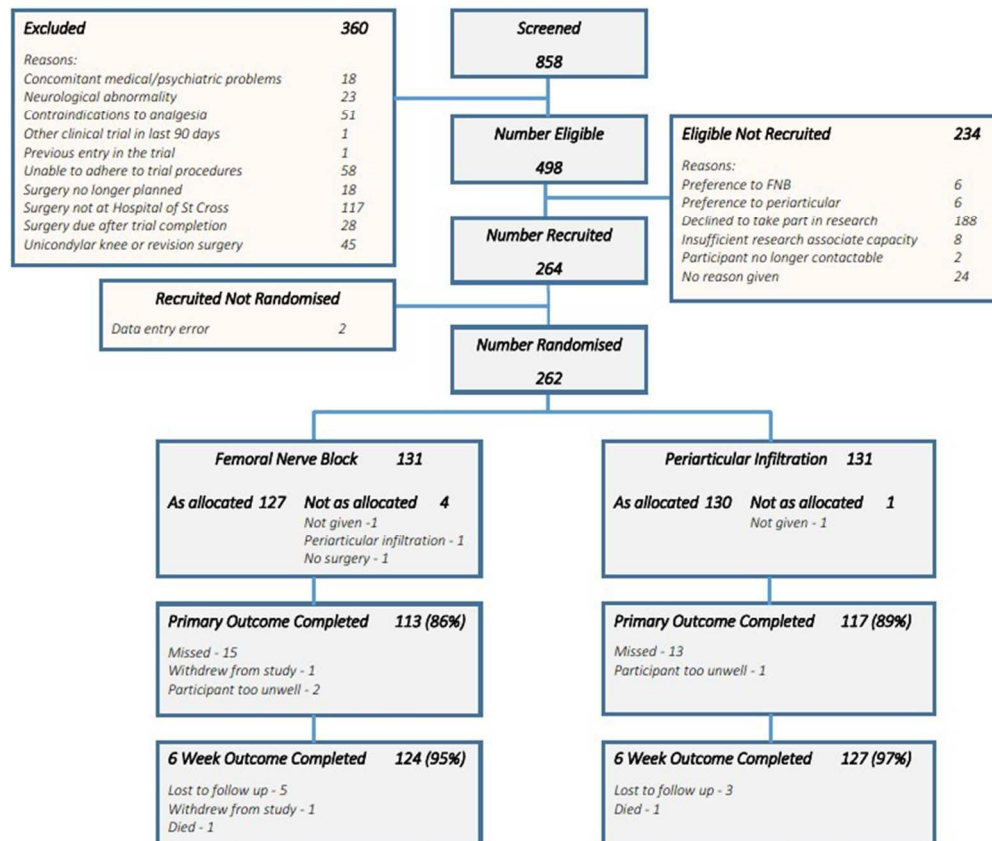 Excluded 360
Reasons:
Concomitant medical/psychiatric problems 18
Neurological abnormality 23
Contraindications to analgesia 51
Other clinical trial in last 90 days 1
Previous entry in the trial 1
Unable to adhere to trial procedures 58
Surgery no longer planned 18
Surgery not at Hospital of St Cross 117
Surgery due after trial completion 28
Unicondylar knee or revision surgery 45
Screened
858
Number Eligible
498
Eligible Not Recruited 234
Reasons:
Preference to FNB 6
Preference to periarticular 6
Declined to take part in research 188
Insufficient research associate capacity 8
Participant no longer contactable 2
No reason given 24
Number Recruited
264
Recruited Not Randomised
Data entry error 2
Number Randomised
262
Femoral Nerve Block 131
As allocated 127 Not as allocated 4
Not given -1
Periarticular infiltration - 1
No surgery - 1
Periarticular Infiltration 131
As allocated 130 Not as allocated 1
Not given - 1
Primary Outcome Completed 113 (86%)
Missed - 15
Withdrew from study - 1
Participant too unwell - 2
Primary Outcome Completed 117 (89%)
Missed - 13
Participant too unwell - 1
6 Week Outcome Completed 124 (95%)
Lost to follow up - 5
Withdrew from study - 1
Died - 1
6 Week Outcome Completed 127 (97%)
Lost to follow up - 3
Died - 1